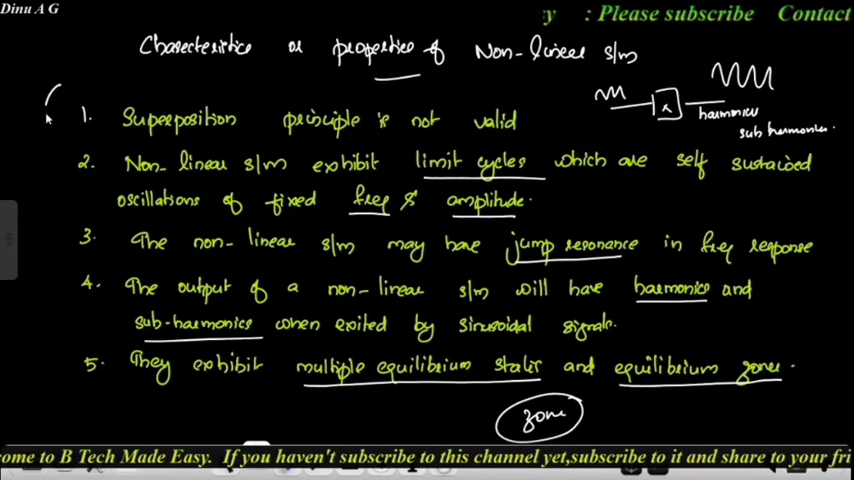 Dinu A G
y : Please subscribe Contact
Charecteristics or properties of Non-linear s/m
harmonics
sub harmonics.
1. Superposition principle is not valid
2. Non-linear s/m exhibit limit cycles which are self sustained
oscillations of fixed freq & amplitude.
3. The non-linear s/m may have jump resonance in freq response
4. The output of a non-linear s/m will have harmonics and
sub-harmonics when exited by sinusoidal signals.
5. They exhibit multiple equilibrium states and equilibrium zones.
zone
ome to B Tech Made Easy. If you haven't subscribe to this channel yet,subscribe to it and share to your fri